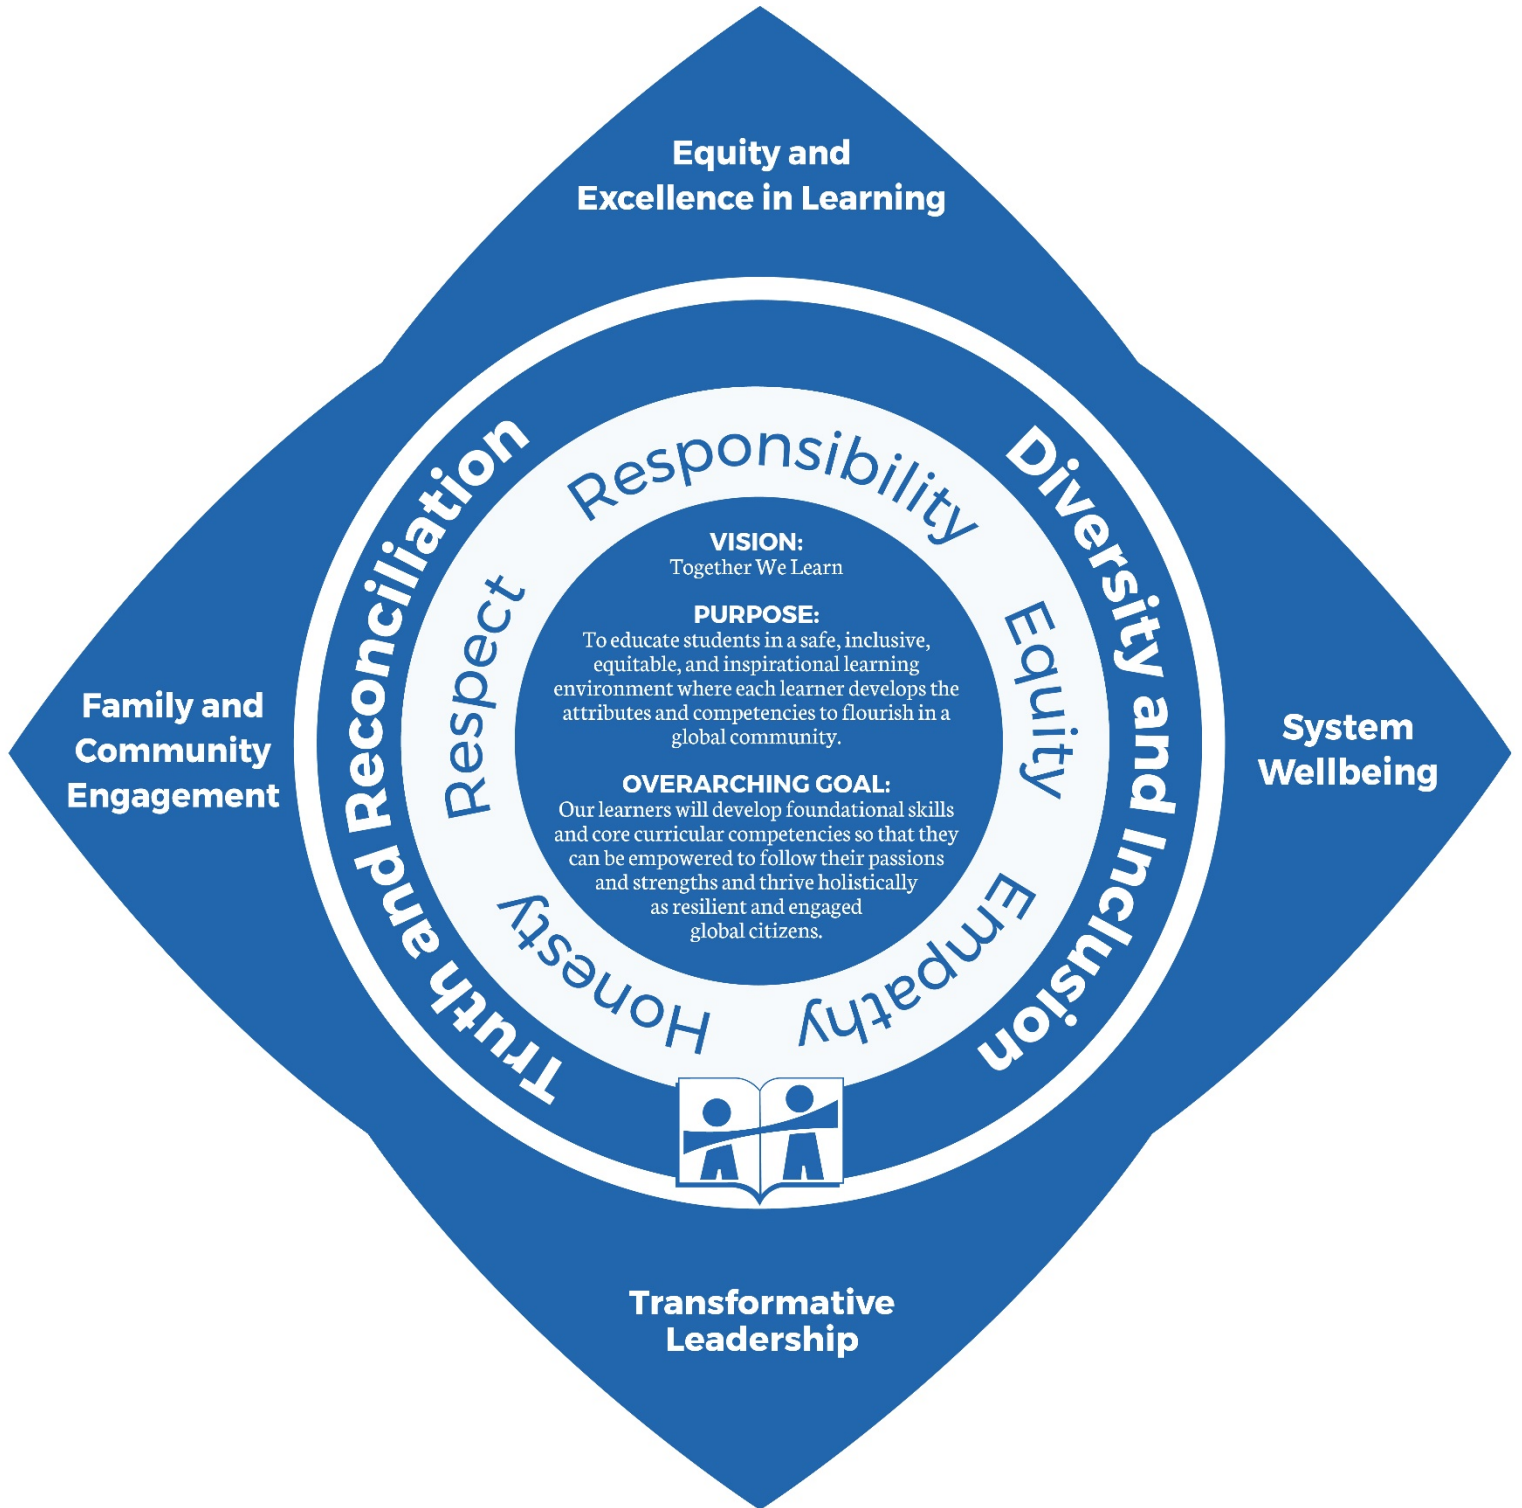 Equity and
Excellence in Learning
Truth and Reconciliation
Diversity and Inclusion
Respect
Responsibility
Equity
Empathy
Honesty
VISION:
Together We Learn
PURPOSE:
To educate students in a safe, inclusive,
equitable, and inspirational learning
environment where each learner develops the
attributes and competencies to flourish in a
global community.
OVERARCHING GOAL:
Our learners will develop foundational skills
and core curricular competencies so that they
can be empowered to follow their passions
and strengths and thrive holistically
as resilient and engaged
global citizens.
Family and
Community
Engagement
System
Wellbeing
Transformative
Leadership